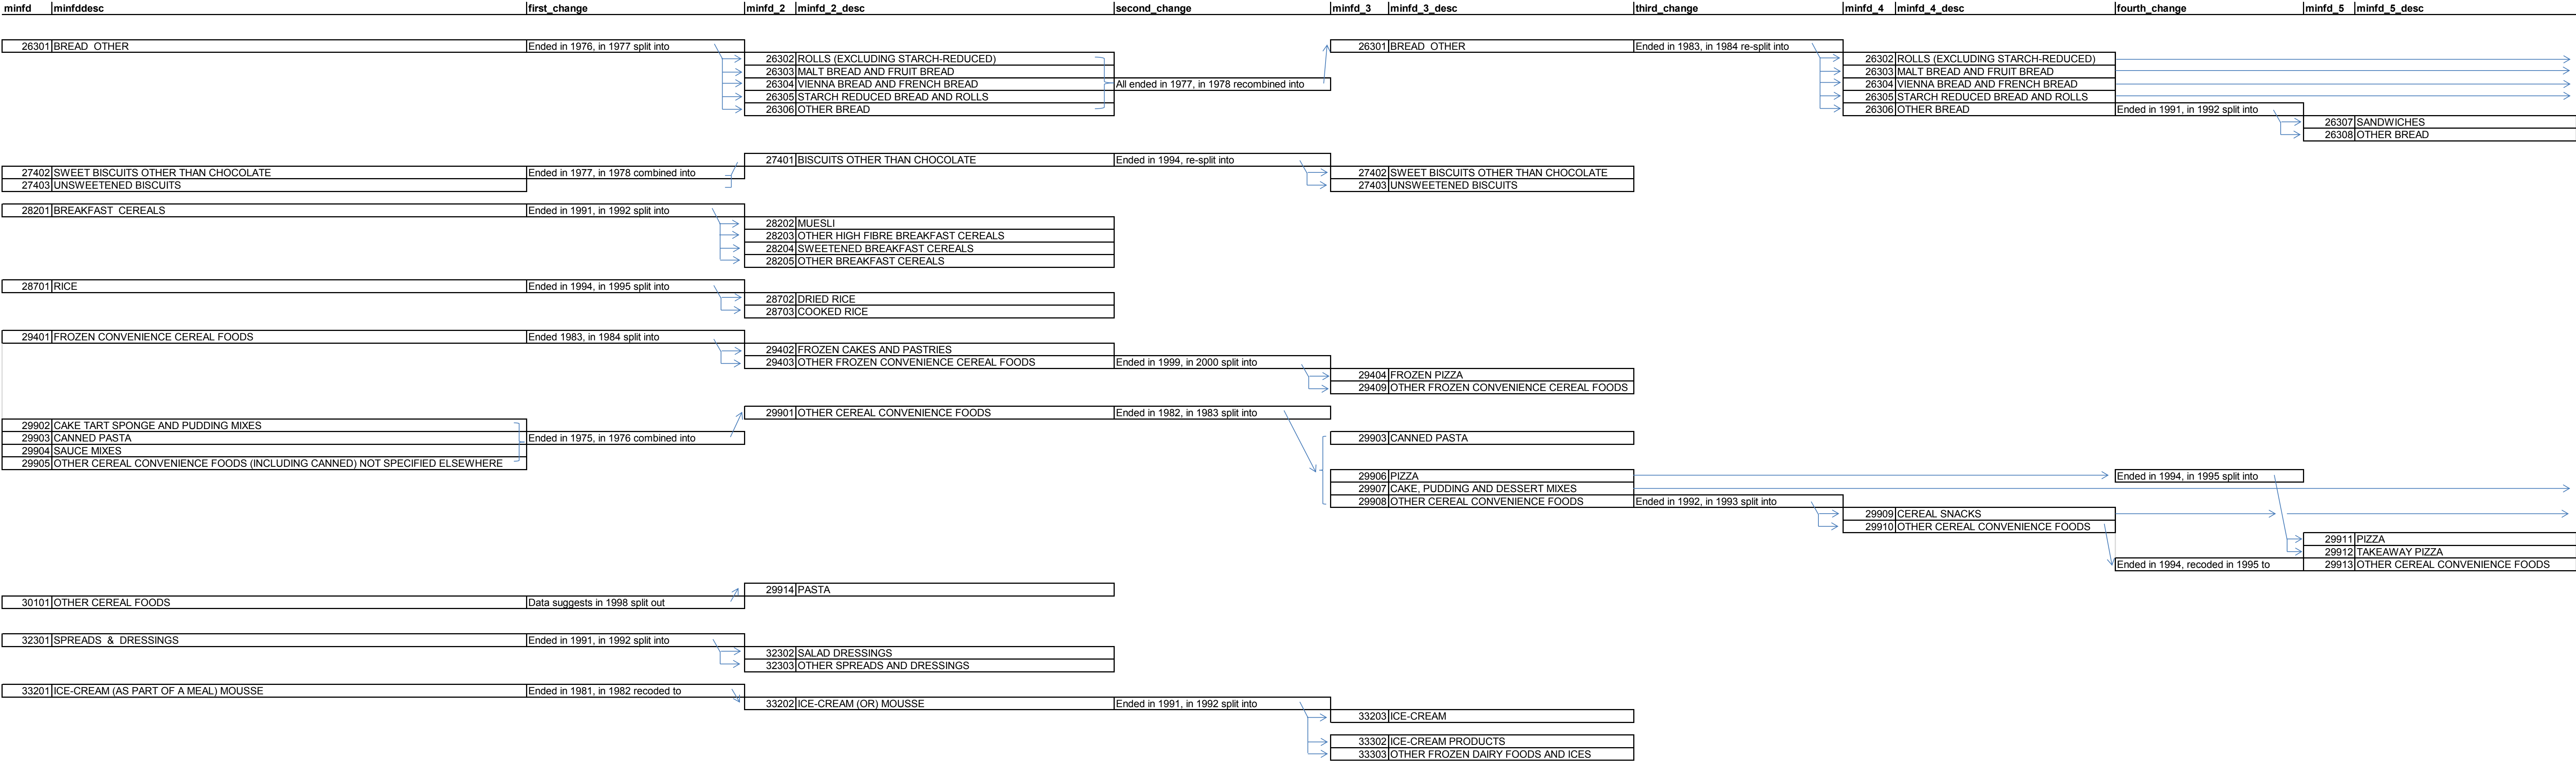 minfd minfddesc first_change minfd_2 minfd_2_desc second_change minfd_3 minfd_3_desc third_change minfd_4 minfd_4_desc fourth_change minfd_5 minfd_5_desc
26301 BREAD OTHER Ended in 1976, in 1977 split into 26301 BREAD OTHER Ended in 1983, in 1984 re-split into
26302 ROLLS (EXCLUDING STARCH-REDUCED) 26302 ROLLS (EXCLUDING STARCH-REDUCED)
26303 MALT BREAD AND FRUIT BREAD 26303 MALT BREAD AND FRUIT BREAD
26304 VIENNA BREAD AND FRENCH BREAD All ended in 1977, in 1978 recombined into 26304 VIENNA BREAD AND FRENCH BREAD
26305 STARCH REDUCED BREAD AND ROLLS 26305 STARCH REDUCED BREAD AND ROLLS
26306 OTHER BREAD 26306 OTHER BREAD Ended in 1991, in 1992 split into
26307 SANDWICHES
26308 OTHER BREAD
27401 BISCUITS OTHER THAN CHOCOLATE Ended in 1994, re-split into
27402 SWEET BISCUITS OTHER THAN CHOCOLATE Ended in 1977, in 1978 combined into 27402 SWEET BISCUITS OTHER THAN CHOCOLATE
27403 UNSWEETENED BISCUITS 27403 UNSWEETENED BISCUITS
28201 BREAKFAST CEREALS Ended in 1991, in 1992 split into
28202 MUESLI
28203 OTHER HIGH FIBRE BREAKFAST CEREALS
28204 SWEETENED BREAKFAST CEREALS
28205 OTHER BREAKFAST CEREALS
28701 RICE Ended in 1994, in 1995 split into
28702 DRIED RICE
28703 COOKED RICE
29401 FROZEN CONVENIENCE CEREAL FOODS Ended 1983, in 1984 split into
29402 FROZEN CAKES AND PASTRIES
29403 OTHER FROZEN CONVENIENCE CEREAL FOODS Ended in 1999, in 2000 split into
29404 FROZEN PIZZA
29409 OTHER FROZEN CONVENIENCE CEREAL FOODS
29901 OTHER CEREAL CONVENIENCE FOODS Ended in 1982, in 1983 split into
29902 CAKE TART SPONGE AND PUDDING MIXES
29903 CANNED PASTA Ended in 1975, in 1976 combined into 29903 CANNED PASTA
29904 SAUCE MIXES
29905 OTHER CEREAL CONVENIENCE FOODS (INCLUDING CANNED) NOT SPECIFIED ELSEWHERE
29906 PIZZA Ended in 1994, in 1995 split into
29907 CAKE, PUDDING AND DESSERT MIXES
29908 OTHER CEREAL CONVENIENCE FOODS Ended in 1992, in 1993 split into
29909 CEREAL SNACKS
29910 OTHER CEREAL CONVENIENCE FOODS
29911 PIZZA
29912 TAKEAWAY PIZZA
Ended in 1994, recoded in 1995 to 29913 OTHER CEREAL CONVENIENCE FOODS
29914 PASTA
30101 OTHER CEREAL FOODS Data suggests in 1998 split out
32301 SPREADS & DRESSINGS Ended in 1991, in 1992 split into
32302 SALAD DRESSINGS
32303 OTHER SPREADS AND DRESSINGS
33201 ICE-CREAM (AS PART OF A MEAL) MOUSSE Ended in 1981, in 1982 recoded to
33202 ICE-CREAM (OR) MOUSSE Ended in 1991, in 1992 split into
33203 ICE-CREAM
33302 ICE-CREAM PRODUCTS
33303 OTHER FROZEN DAIRY FOODS AND ICES